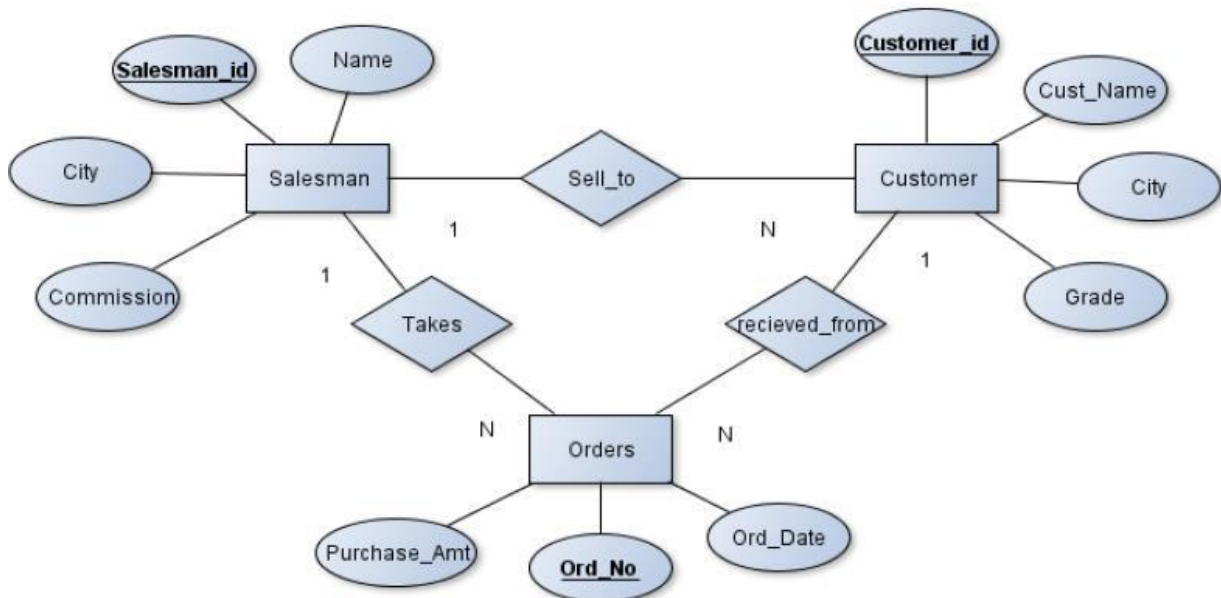 Salesman_id
Name
Customer_id
Cust_Name
City
Salesman
Sell_to
Customer
City
1
N
Commission
1
1
Grade
Takes
recieved_from
N
N
Orders
Purchase_Amt
Ord_No
Ord_Date